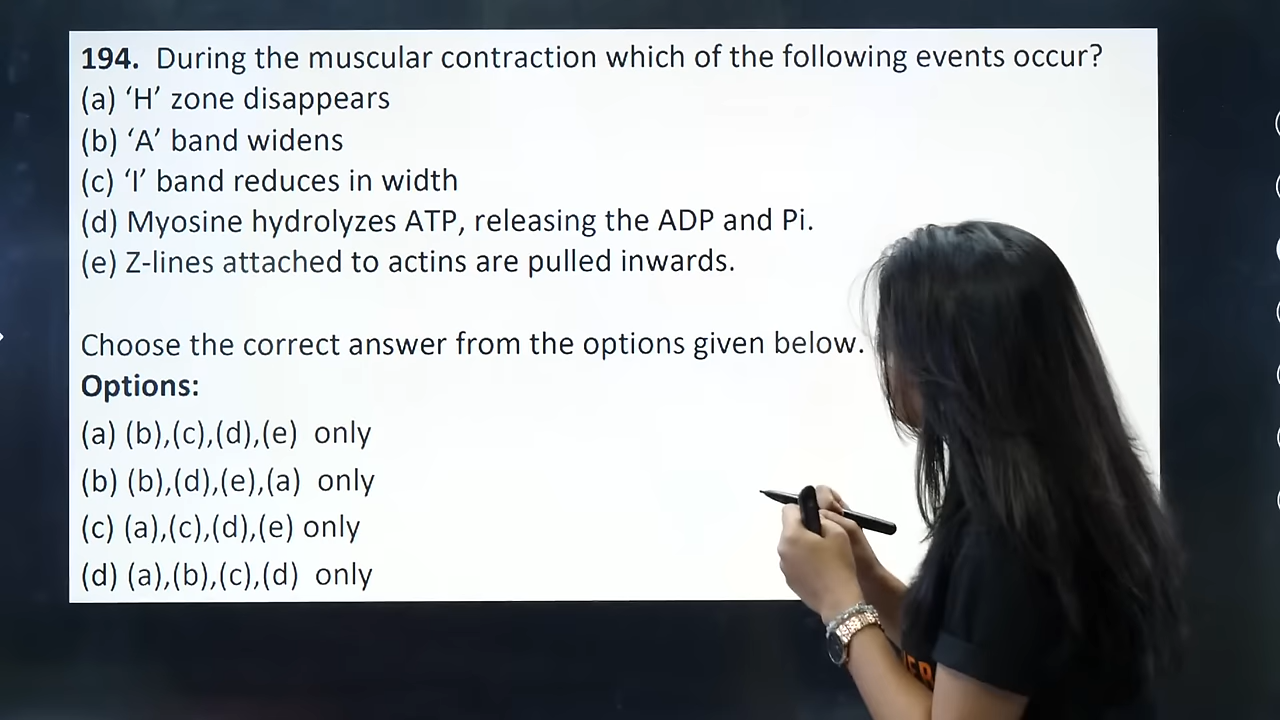 194. During the muscular contraction which of the following events occur?
(a) ‘H’ zone disappears
(b) ‘A’ band widens
(c) ‘I’ band reduces in width
(d) Myosine hydrolyzes ATP, releasing the ADP and Pi.
(e) Z-lines attached to actins are pulled inwards.
Choose the correct answer from the options given below.
Options:
(a) (b),(c),(d),(e) only
(b) (b),(d),(e),(a) only
(c) (a),(c),(d),(e) only
(d) (a),(b),(c),(d) only